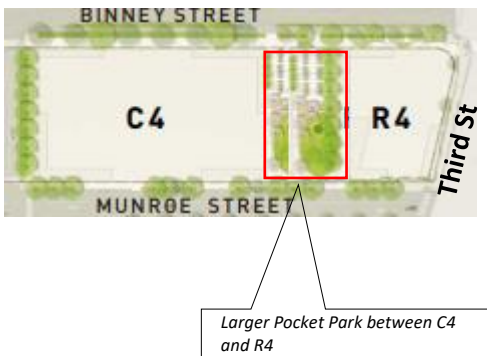 BINNEY STREET
C4
R4
Third St
MUNROE STREET
Larger Pocket Park between C4
and R4